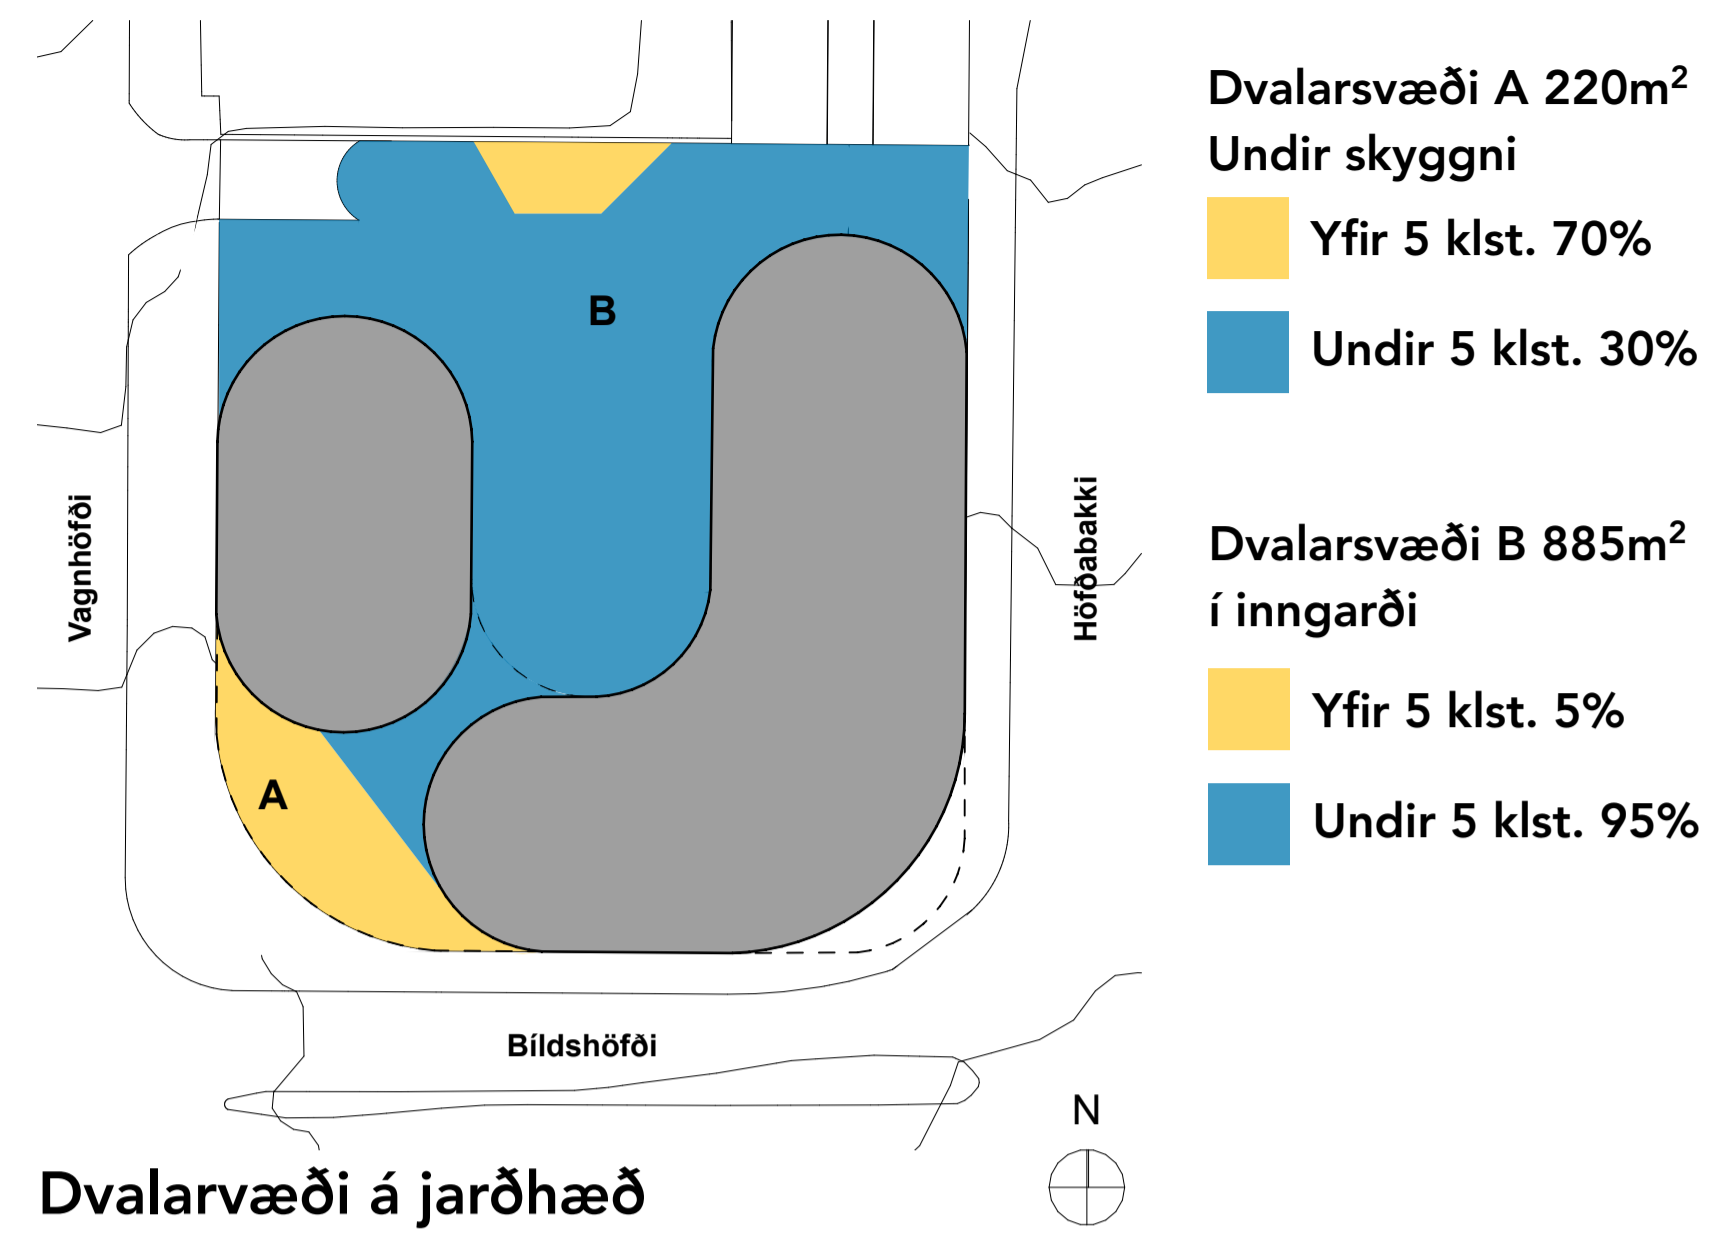 Dvalarsvæði A 220m²
Undir skyggni
Yfir 5 klst. 70%
Undir 5 klst. 30%
Dvalarsvæði B 885m²
í inngarði
Yfir 5 klst. 5%
Undir 5 klst. 95%
B
A
Vagnhöfði
Höfðabakki
Bíldshöfði
N
Dvalarvæði á jarðhæð